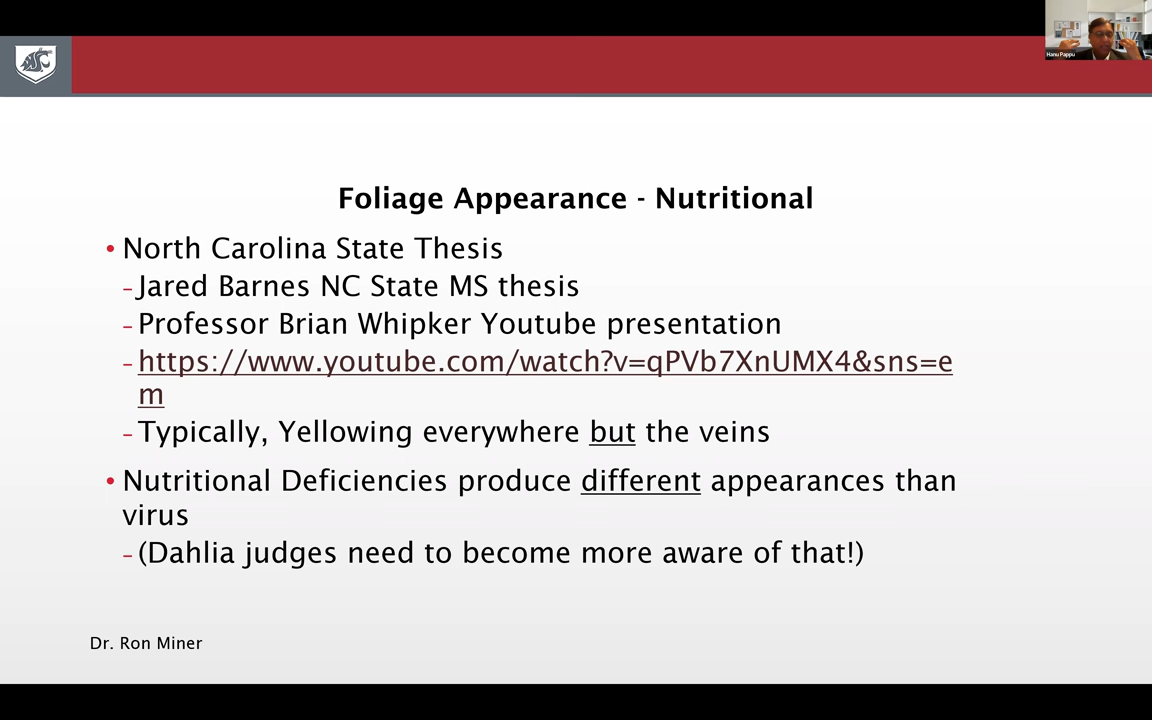 Hanu Pappu
Foliage Appearance - Nutritional
• North Carolina State Thesis
– Jared Barnes NC State MS thesis
– Professor Brian Whipker Youtube presentation
– https://www.youtube.com/watch?v=qPVb7XnUMX4&sns=e
m
– Typically, Yellowing everywhere but the veins
• Nutritional Deficiencies produce different appearances than
virus
– (Dahlia judges need to become more aware of that!)
Dr. Ron Miner